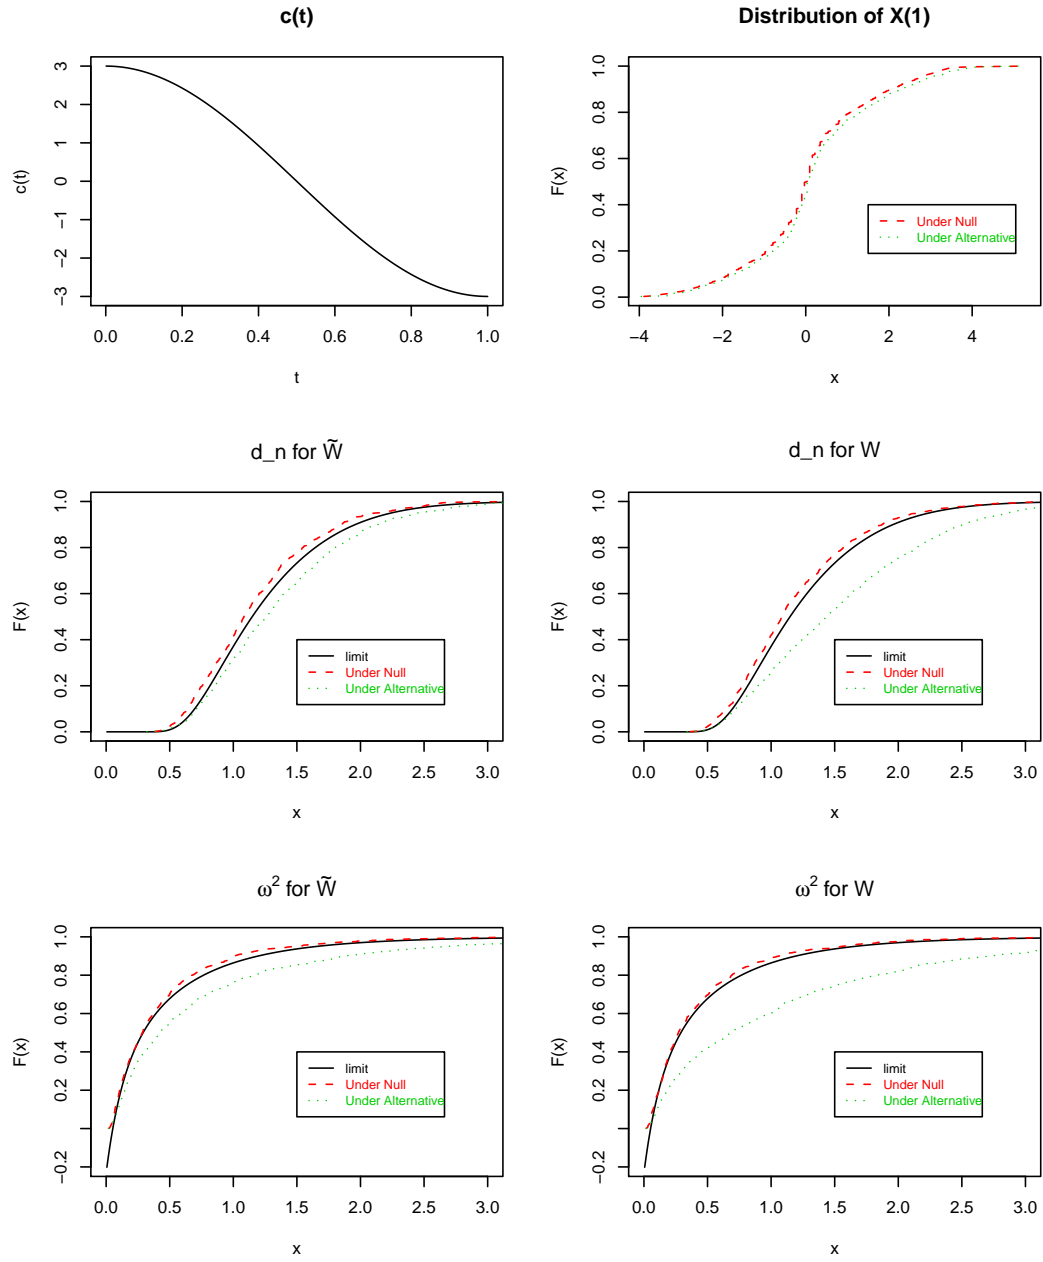 c(t)
3
2
1
0
−1
−2
−3
c(t)
0.0 0.2 0.4 0.6 0.8 1.0
t
Distribution of X(1)
1.0
0.8
0.6
0.4
0.2
0.0
F(x)
Under Null
Under Alternative
−4 −2 0 2 4
x
d_n for W̃
1.0
0.8
0.6
0.4
0.2
0.0
F(x)
limit
Under Null
Under Alternative
0.0 0.5 1.0 1.5 2.0 2.5 3.0
x
d_n for W
1.0
0.8
0.6
0.4
0.2
0.0
F(x)
limit
Under Null
Under Alternative
0.0 0.5 1.0 1.5 2.0 2.5 3.0
x
ω² for W̃
1.0
0.8
0.6
0.4
0.2
−0.2
F(x)
limit
Under Null
Under Alternative
0.0 0.5 1.0 1.5 2.0 2.5 3.0
x
ω² for W
1.0
0.8
0.6
0.4
0.2
−0.2
F(x)
limit
Under Null
Under Alternative
0.0 0.5 1.0 1.5 2.0 2.5 3.0
x